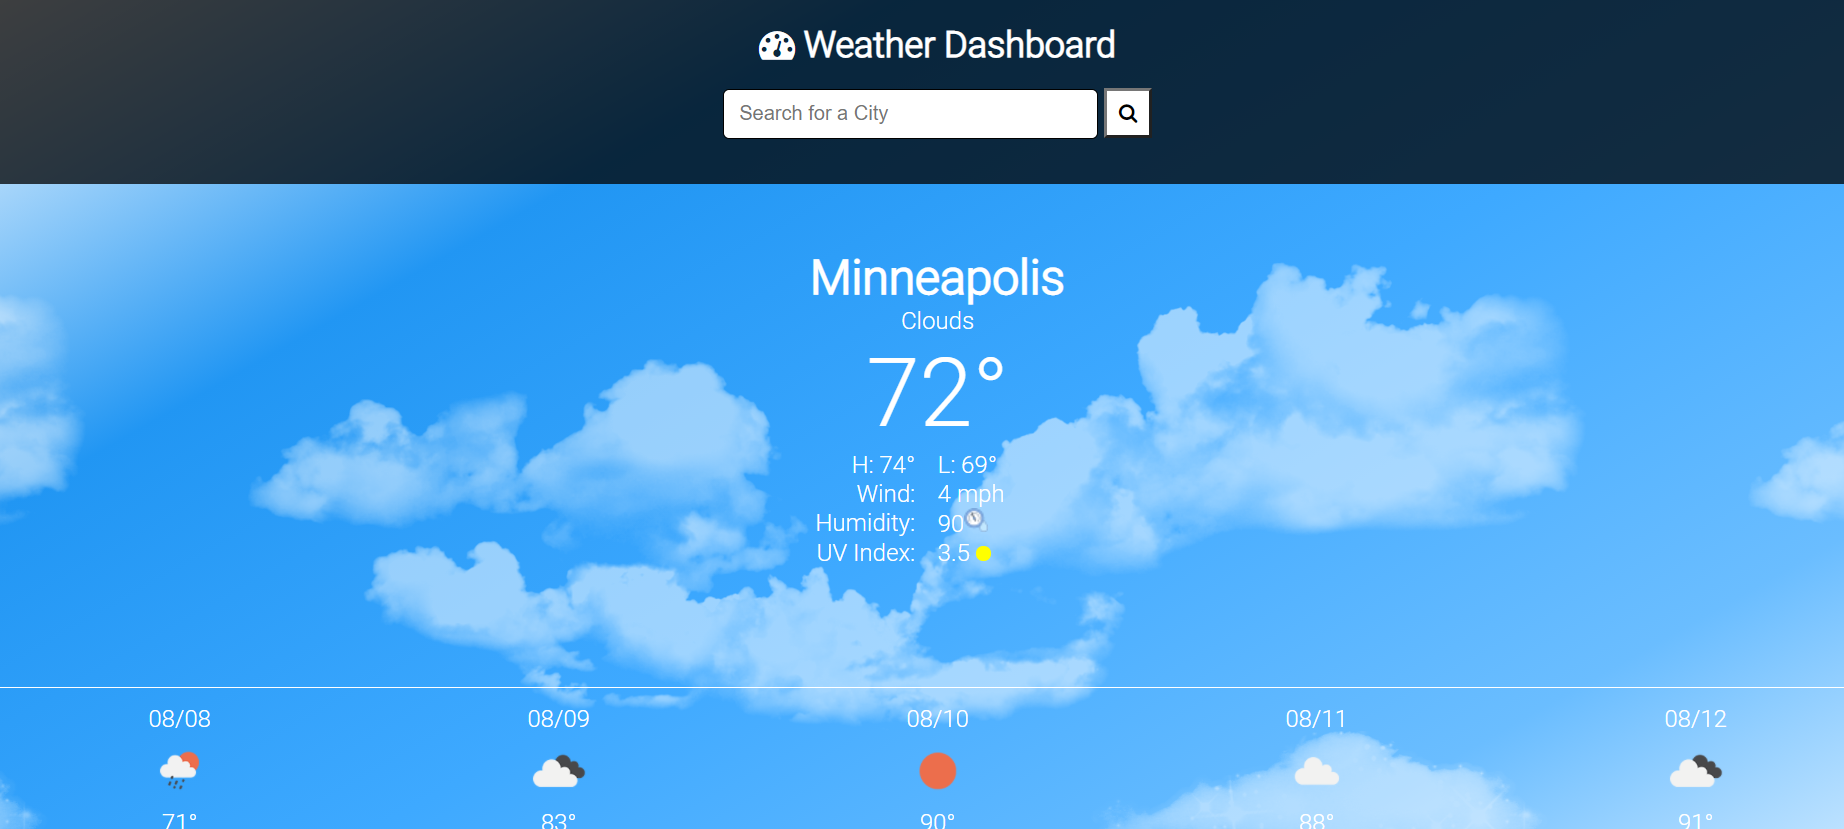 Weather Dashboard
Search for a City
Minneapolis
Clouds
72°
H: 74° L: 69°
Wind: 4 mph
Humidity: 90
UV Index: 3.5
08/08 08/09 08/10 08/11 08/12
71° 83° 90° 88° 91°